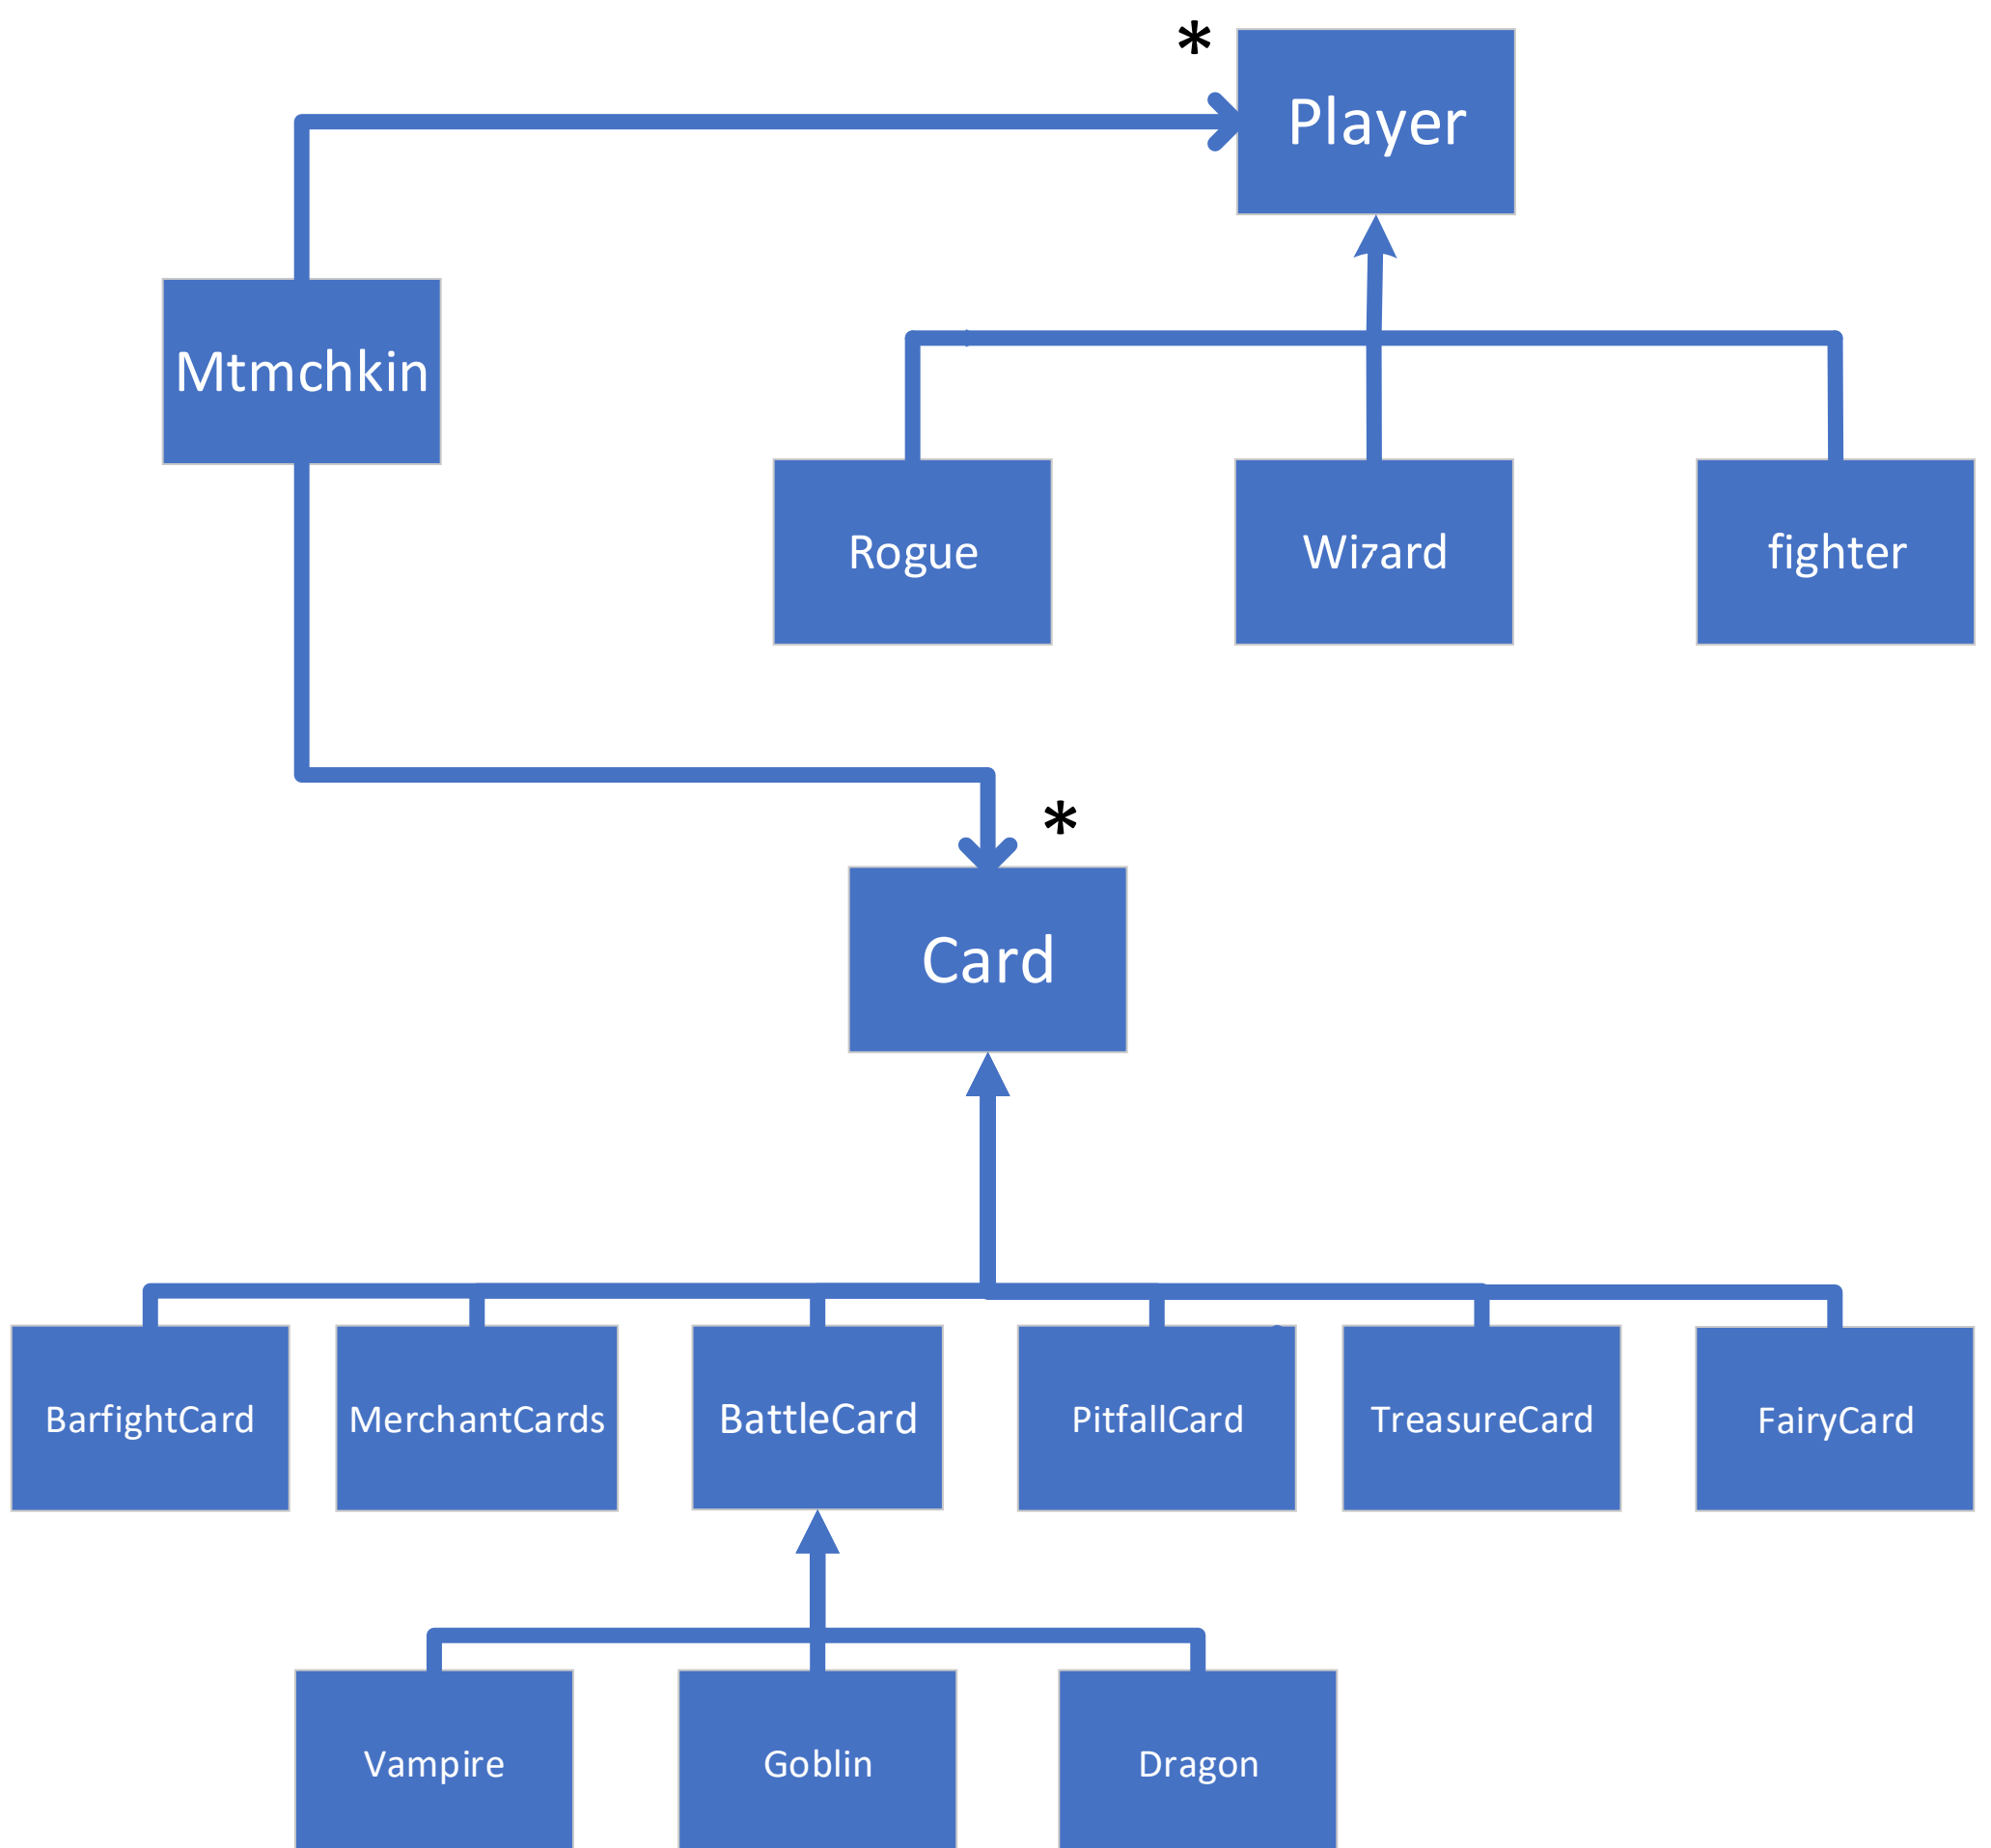 *
Player
Mtmchkin
Rogue
Wizard
fighter
*
Card
BarfightCard
MerchantCards
BattleCard
PitfallCard
TreasureCard
FairyCard
Vampire
Goblin
Dragon